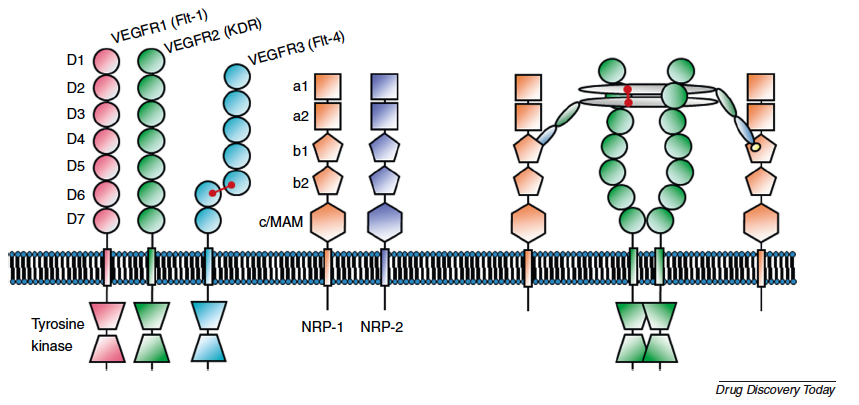 VEGFR1 (Flt-1)
VEGFR2 (KDR)
VEGFR3 (Flt-4)
D1
D2
D3
D4
D5
D6
D7
a1
a2
b1
b2
c/MAM
Tyrosine
kinase
NRP-1
NRP-2
Drug Discovery Today